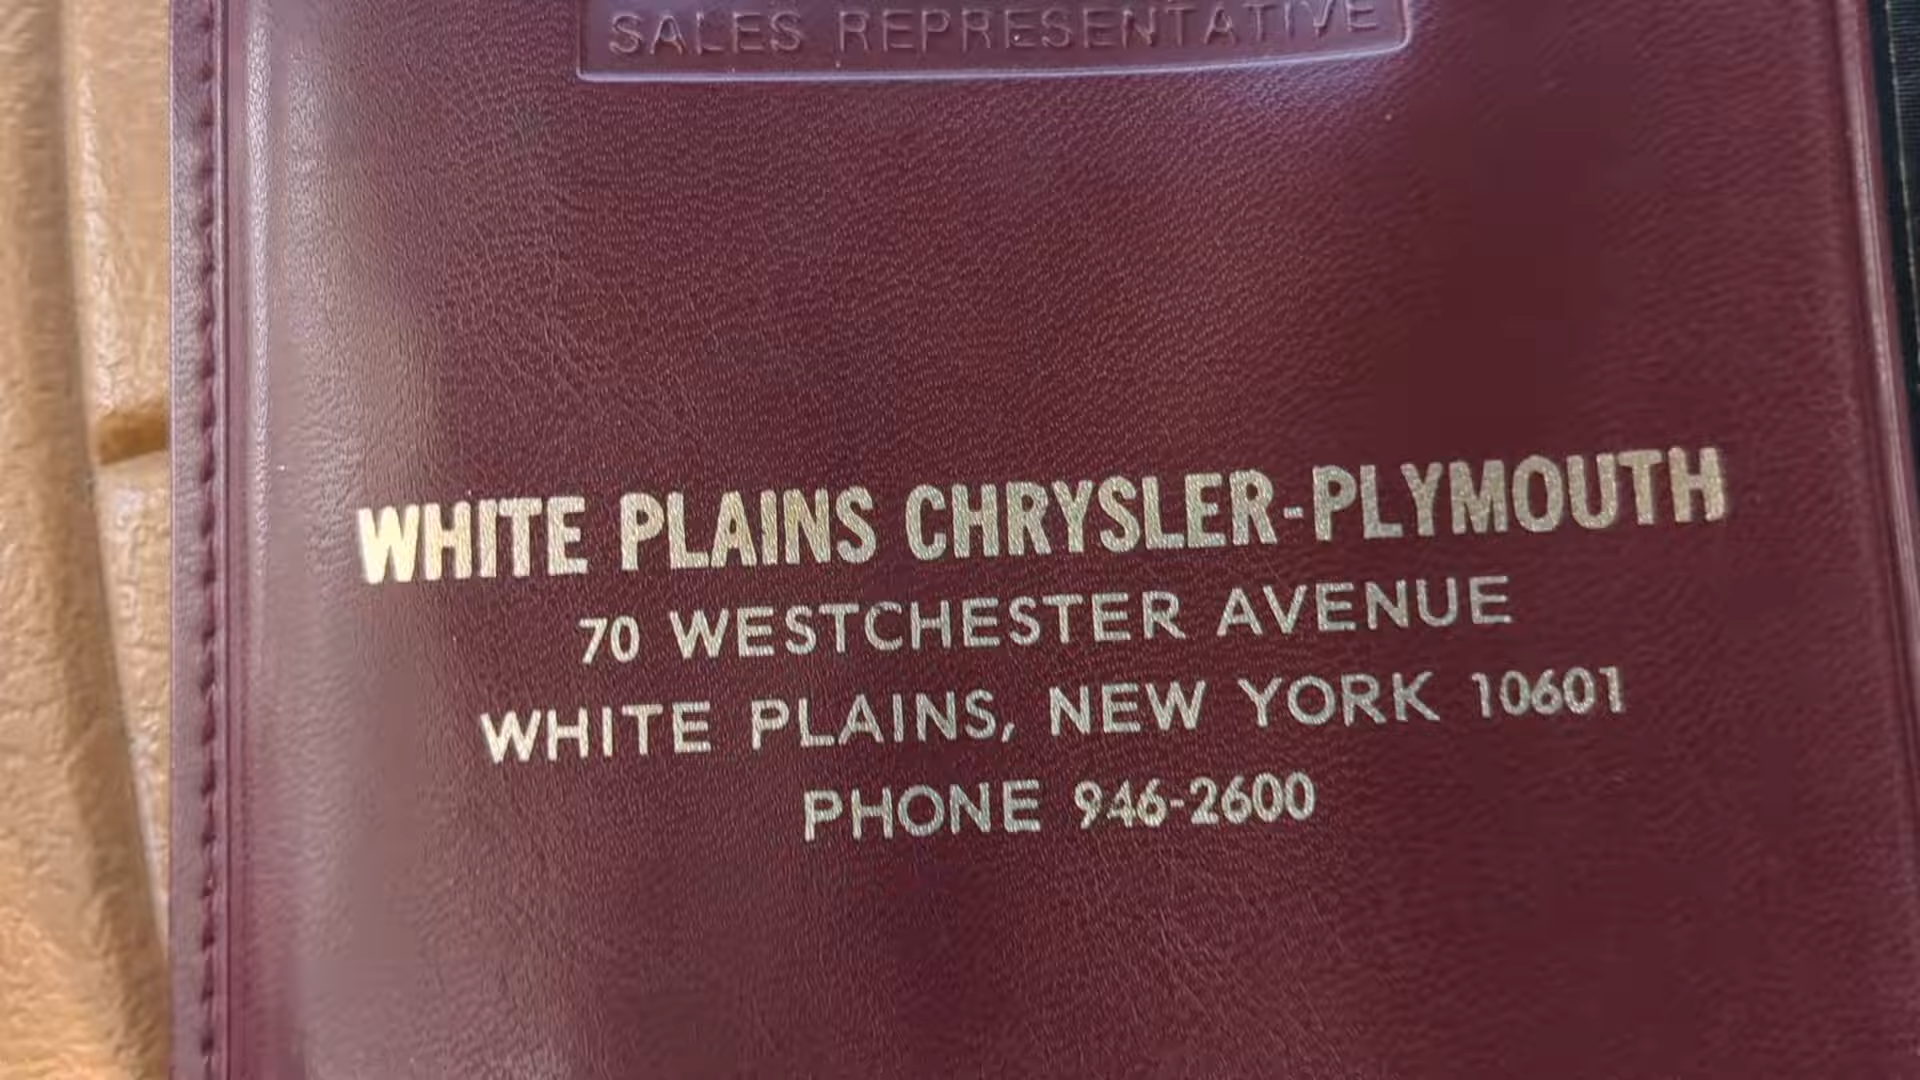 SALES REPRESENTATIVE
WHITE PLAINS CHRYSLER-PLYMOUTH
70 WESTCHESTER AVENUE
WHITE PLAINS, NEW YORK 10601
PHONE 946-2600